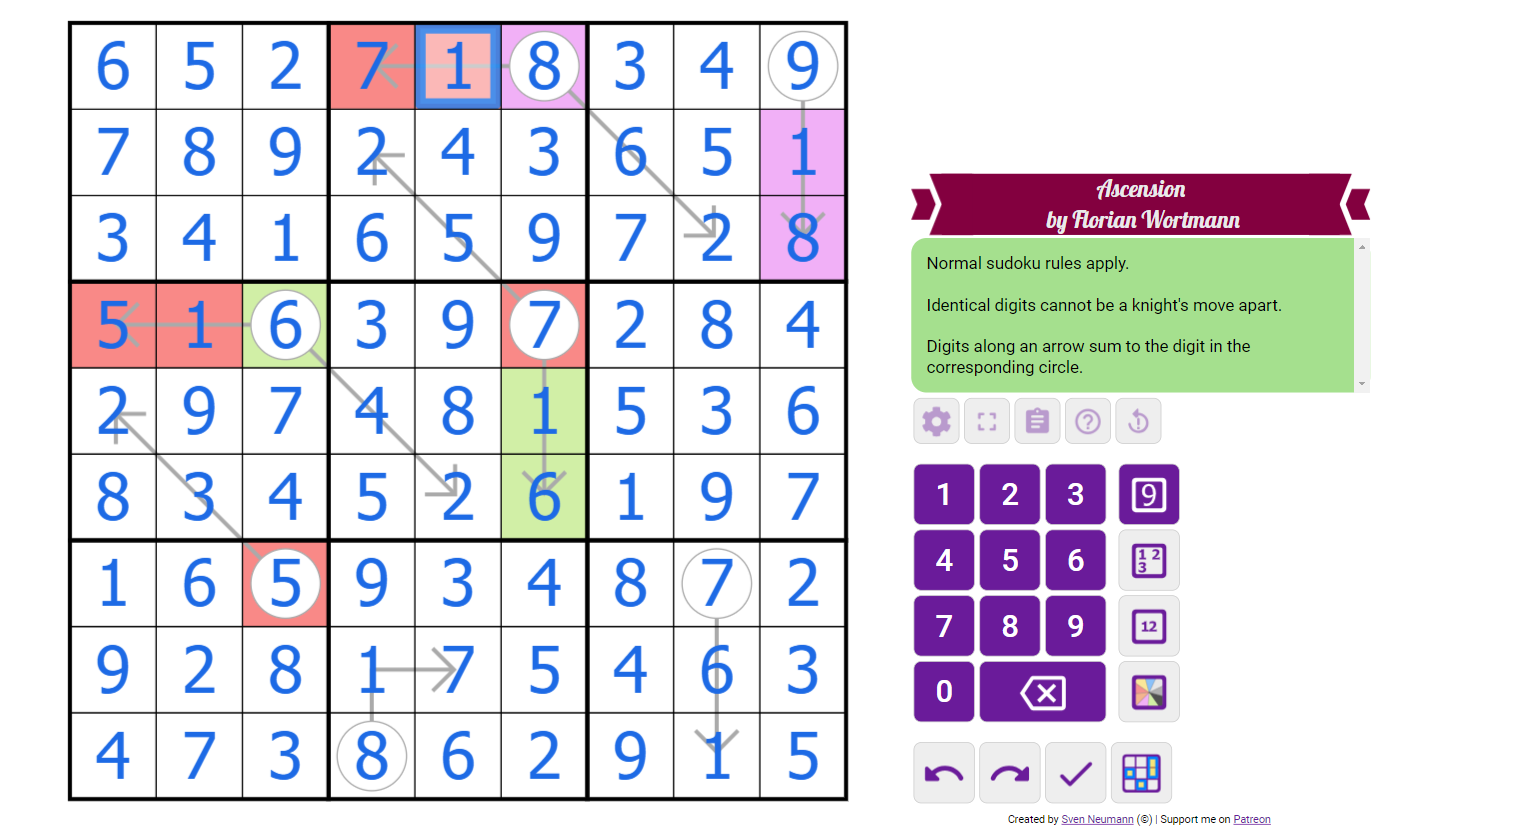 6 5 2 7 1 8 3 4 9
7 8 9 2 4 3 6 5 1
3 4 1 6 5 9 7 2 8
5 1 6 3 9 7 2 8 4
2 9 7 4 8 1 5 3 6
8 3 4 5 2 6 1 9 7
1 6 5 9 3 4 8 7 2
9 2 8 1 7 5 4 6 3
4 7 3 8 6 2 9 1 5
Ascension
by Florian Wortmann
Normal sudoku rules apply.
Identical digits cannot be a knight's move apart.
Digits along an arrow sum to the digit in the
corresponding circle.
?
1 2 3 9
4 5 6 1 2 3
7 8 9 12
0
Created by Sven Neumann (©) | Support me on Patreon